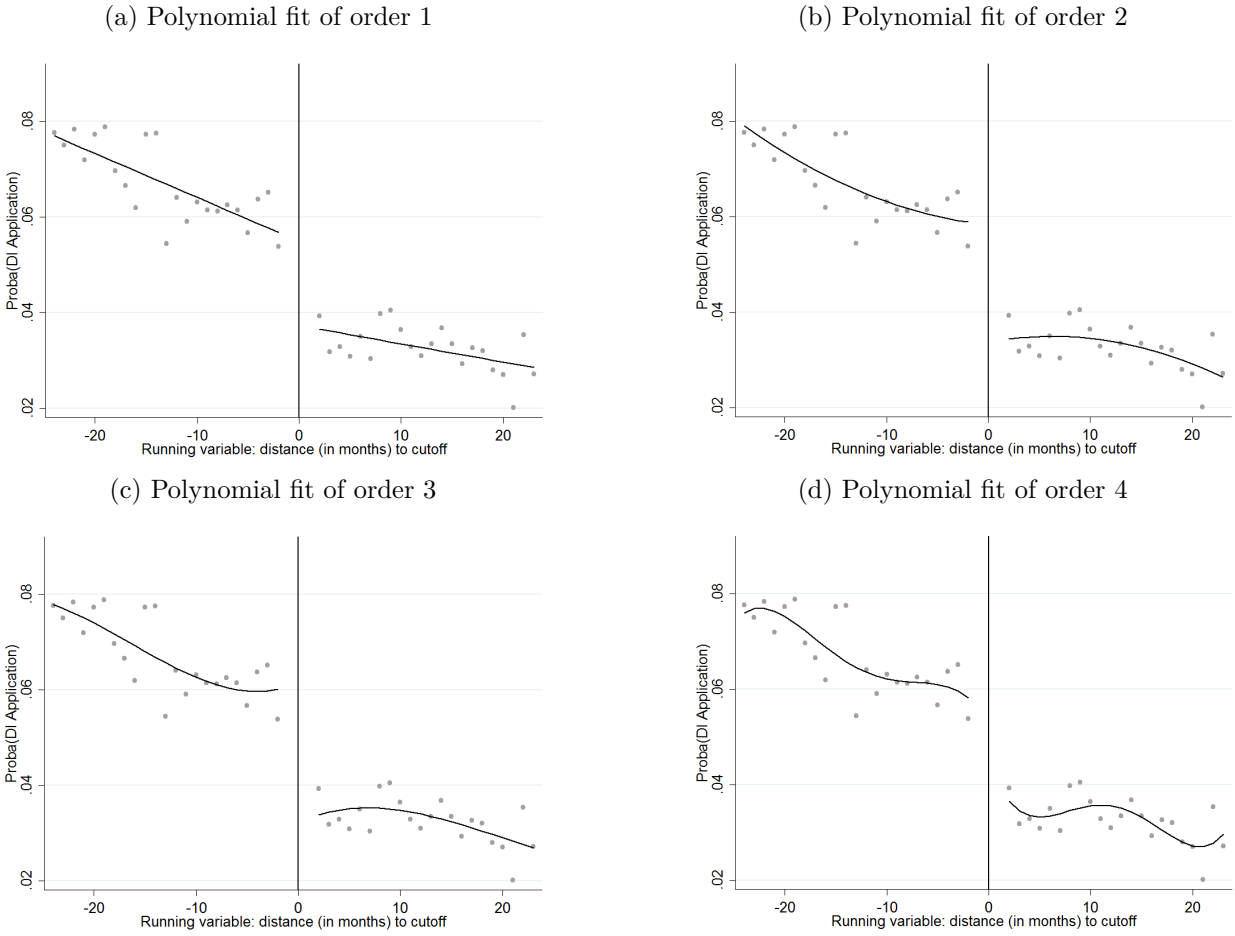 (a) Polynomial fit of order 1
Proba(DI Application)
.08
.06
.04
.02
-20 -10 0 10 20
Running variable: distance (in months) to cutoff
(b) Polynomial fit of order 2
Proba(DI Application)
.08
.06
.04
.02
-20 -10 0 10 20
Running variable: distance (in months) to cutoff
(c) Polynomial fit of order 3
Proba(DI Application)
.08
.06
.04
.02
-20 -10 0 10 20
Running variable: distance (in months) to cutoff
(d) Polynomial fit of order 4
Proba(DI Application)
.08
.06
.04
.02
-20 -10 0 10 20
Running variable: distance (in months) to cutoff